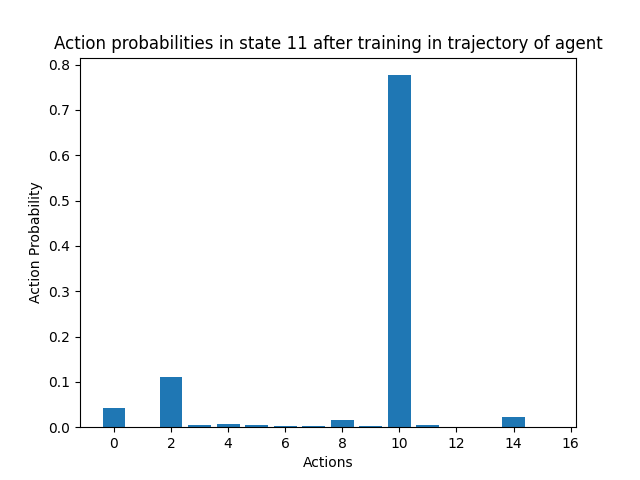 Action probabilities in state 11 after training in trajectory of agent
0.8
0.7
0.6
0.5
0.4
0.3
0.2
0.1
0.0
Action Probability
0 2 4 6 8 10 12 14 16
Actions